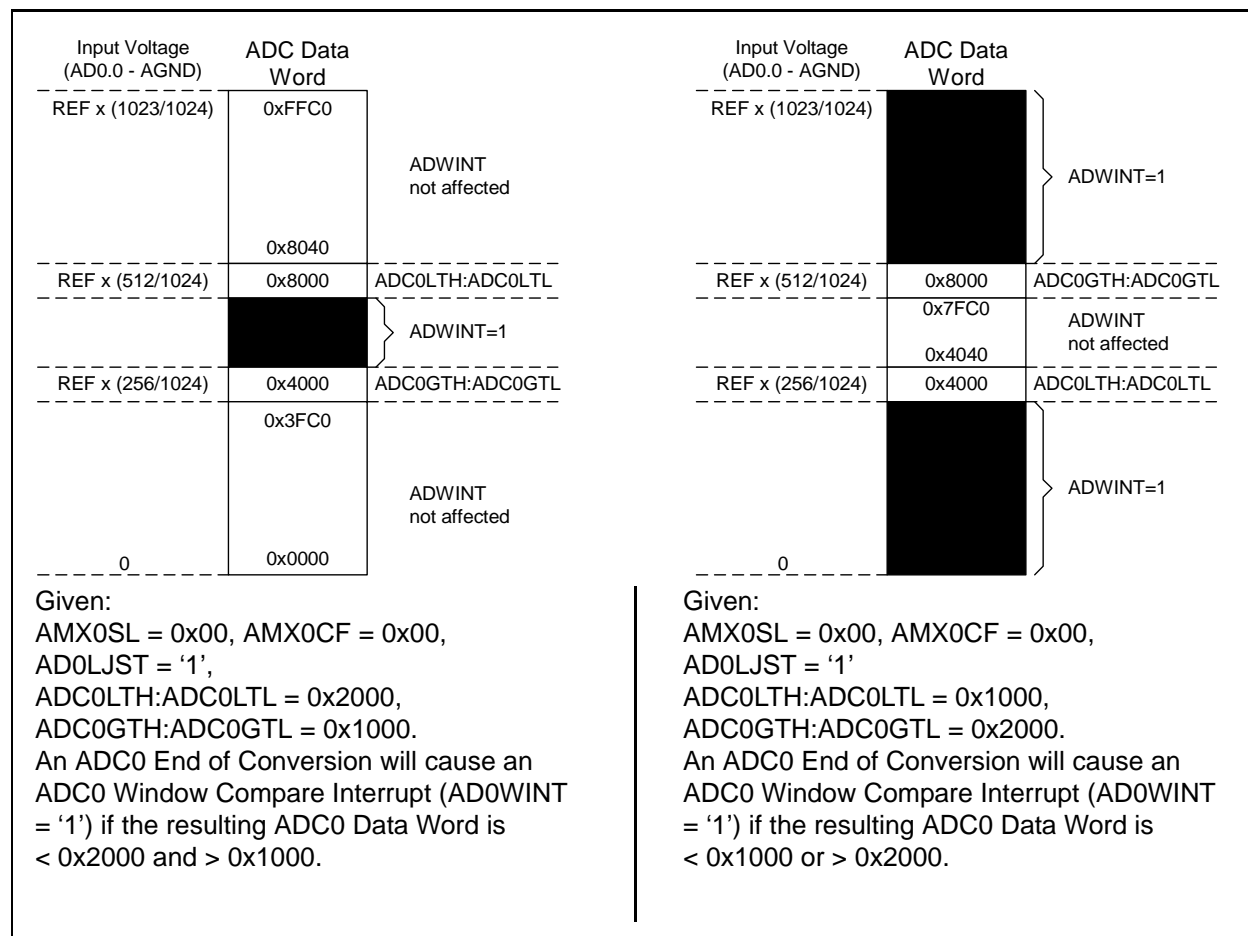 Input Voltage
(AD0.0 - AGND)
ADC Data
Word
REF x (1023/1024)
0xFFC0
ADWINT
not affected
0x8040
REF x (512/1024)
0x8000
ADC0LTH:ADC0LTL
ADWINT=1
REF x (256/1024)
0x4000
ADC0GTH:ADC0GTL
0x3FC0
ADWINT
not affected
0
0x0000
Given:
AMX0SL = 0x00, AMX0CF = 0x00,
AD0LJST = ‘1’,
ADC0LTH:ADC0LTL = 0x2000,
ADC0GTH:ADC0GTL = 0x1000.
An ADC0 End of Conversion will cause an
ADC0 Window Compare Interrupt (AD0WINT
= ‘1’) if the resulting ADC0 Data Word is
< 0x2000 and > 0x1000.
Input Voltage
(AD0.0 - AGND)
ADC Data
Word
REF x (1023/1024)
ADWINT=1
REF x (512/1024)
0x8000
ADC0GTH:ADC0GTL
0x7FC0
ADWINT
not affected
0x4040
REF x (256/1024)
0x4000
ADC0LTH:ADC0LTL
ADWINT=1
0
Given:
AMX0SL = 0x00, AMX0CF = 0x00,
AD0LJST = ‘1’
ADC0LTH:ADC0LTL = 0x1000,
ADC0GTH:ADC0GTL = 0x2000.
An ADC0 End of Conversion will cause an
ADC0 Window Compare Interrupt (AD0WINT
= ‘1’) if the resulting ADC0 Data Word is
< 0x1000 or > 0x2000.